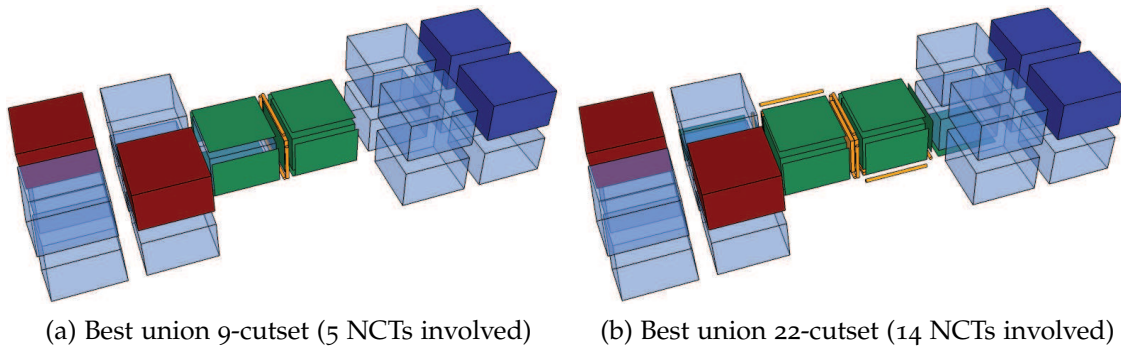 (a) Best union 9-cutset (5 NCTs involved)
(b) Best union 22-cutset (14 NCTs involved)